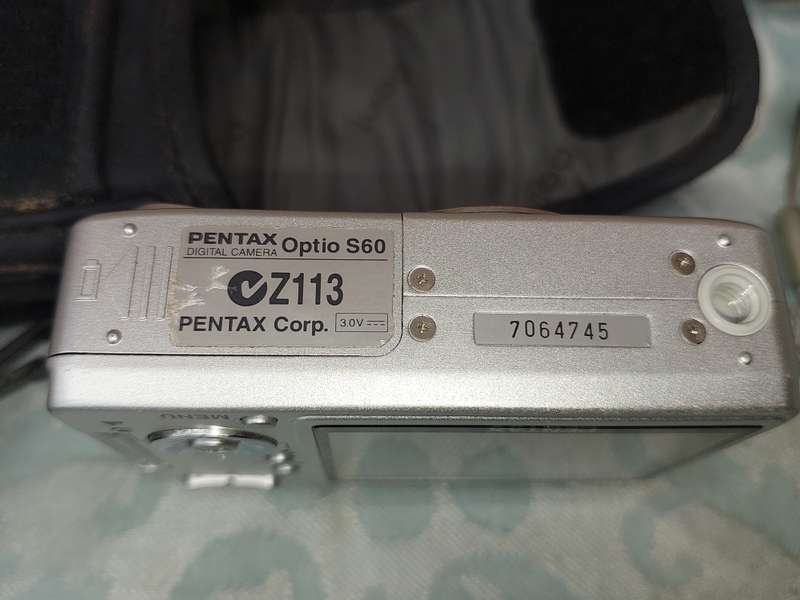 PENTAX Optio S60
DIGITAL CAMERA
Z113
PENTAX Corp. 3.0V
7064745
MENU